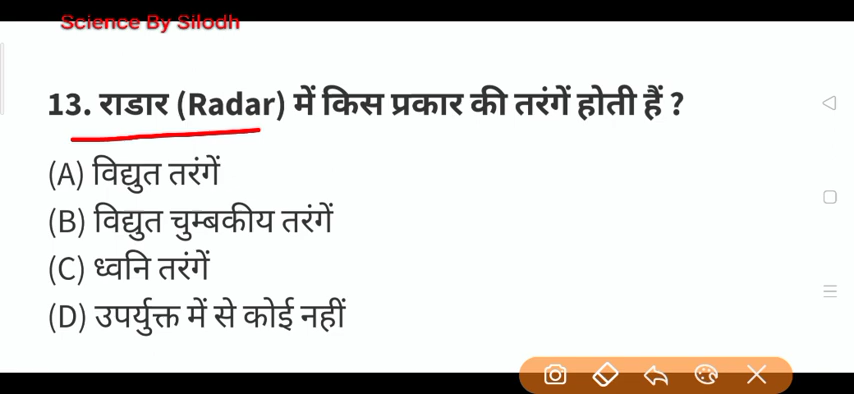 Science By Silodh
13. राडार (Radar) में किस प्रकार की तरंगें होती हैं ?
(A) विद्युत तरंगें
(B) विद्युत चुम्बकीय तरंगें
(C) ध्वनि तरंगें
(D) उपर्युक्त में से कोई नहीं